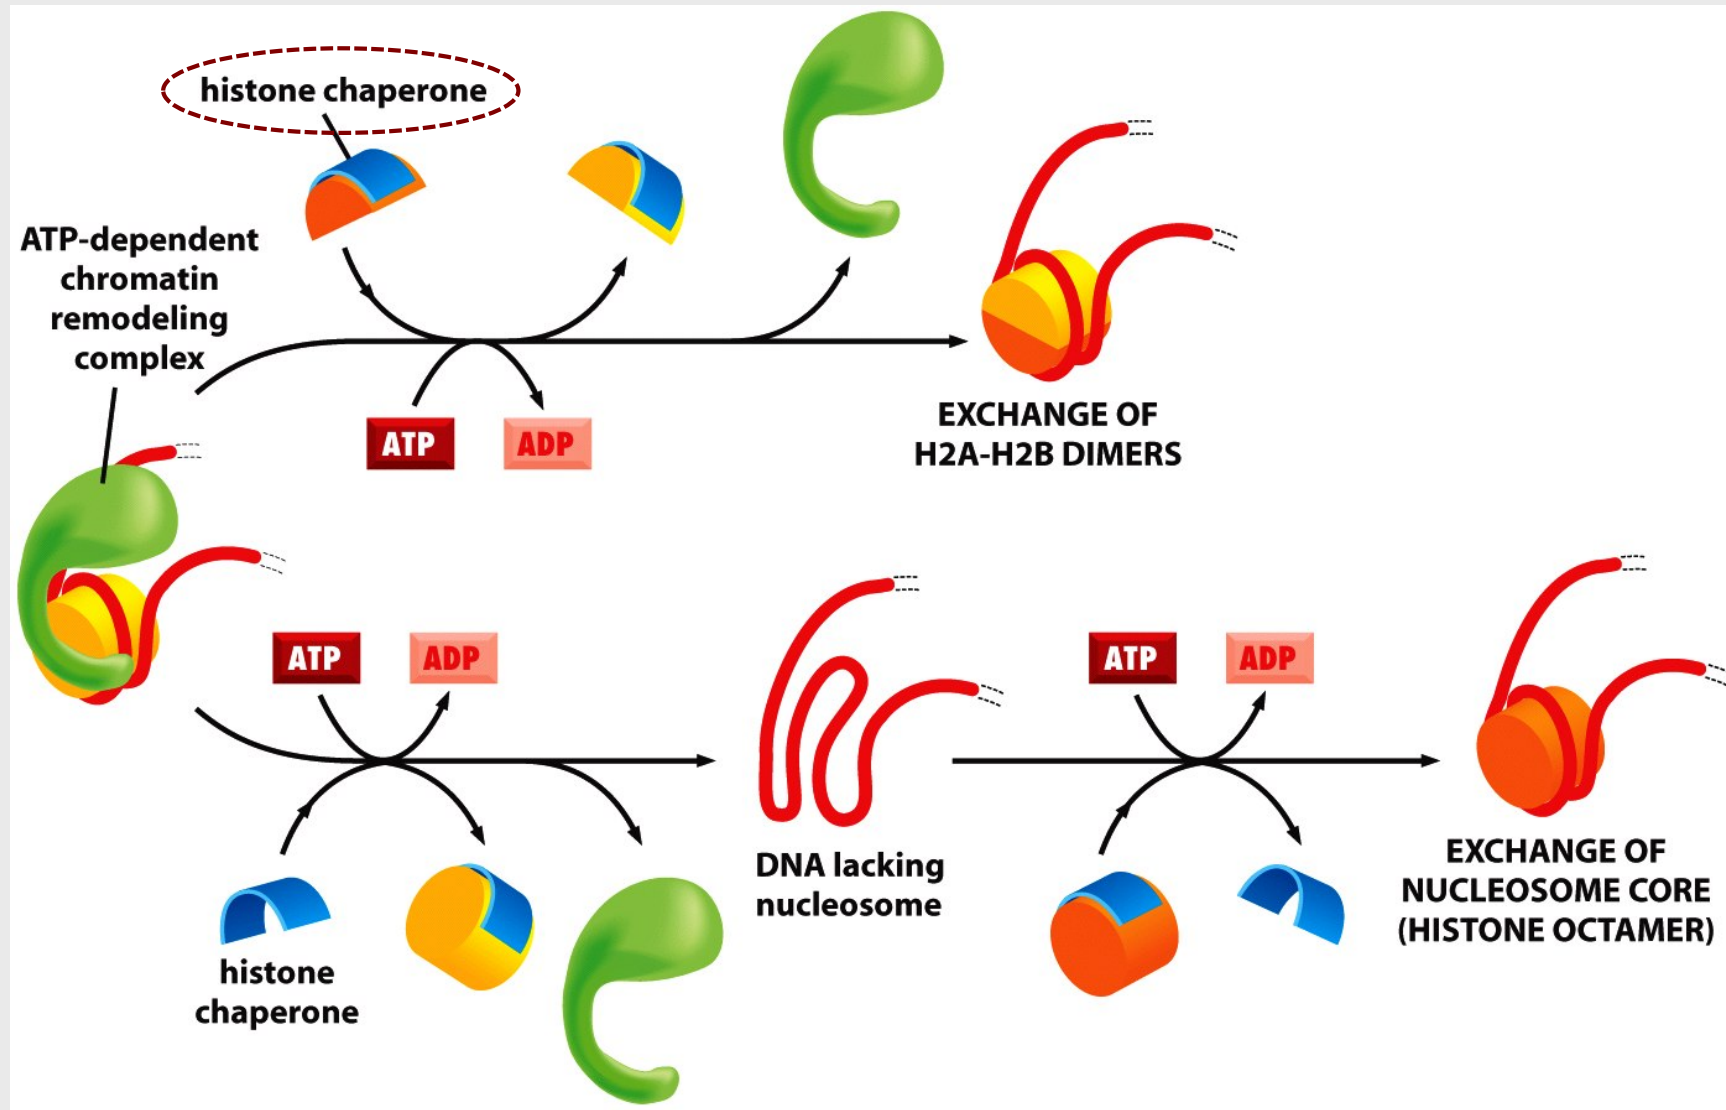 histone chaperone
ATP-dependent
chromatin
remodeling
complex
ATP
ADP
EXCHANGE OF
H2A-H2B DIMERS
ATP
ADP
histone
chaperone
DNA lacking
nucleosome
ATP
ADP
EXCHANGE OF
NUCLEOSOME CORE
(HISTONE OCTAMER)